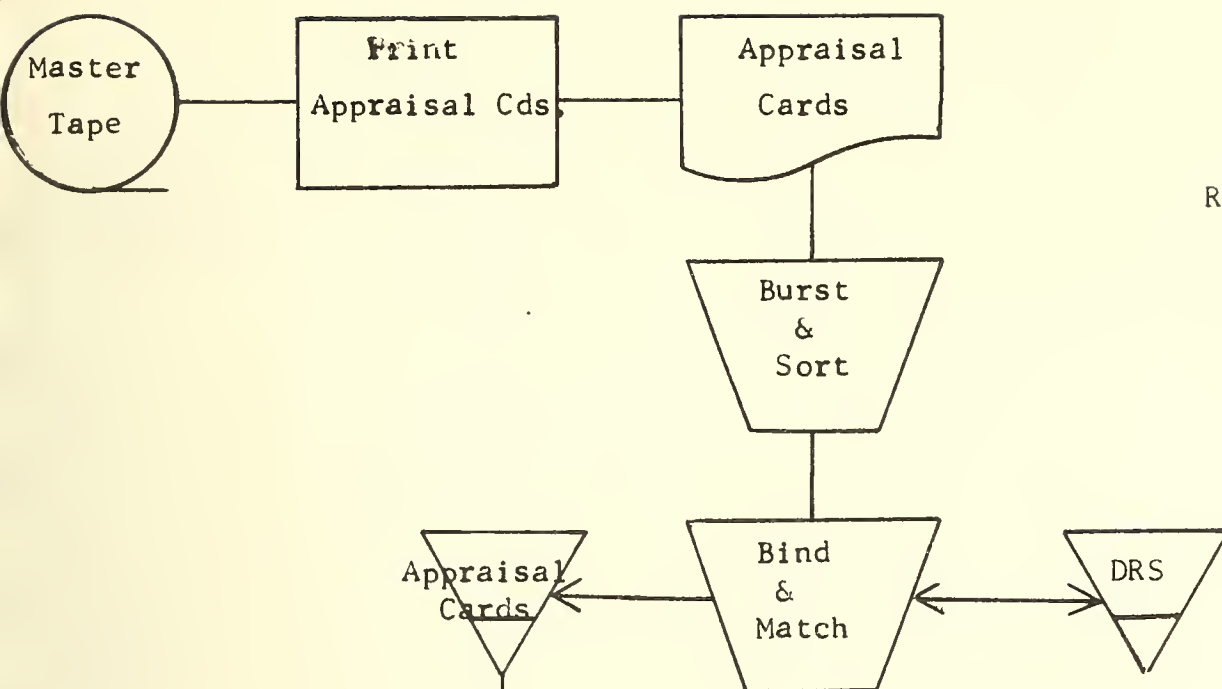 Master
Tape
Print
Appraisal Cds.
Appraisal
Cards
R
Burst
&
Sort
Appraisal
Cards
Bind
&
Match
DRS